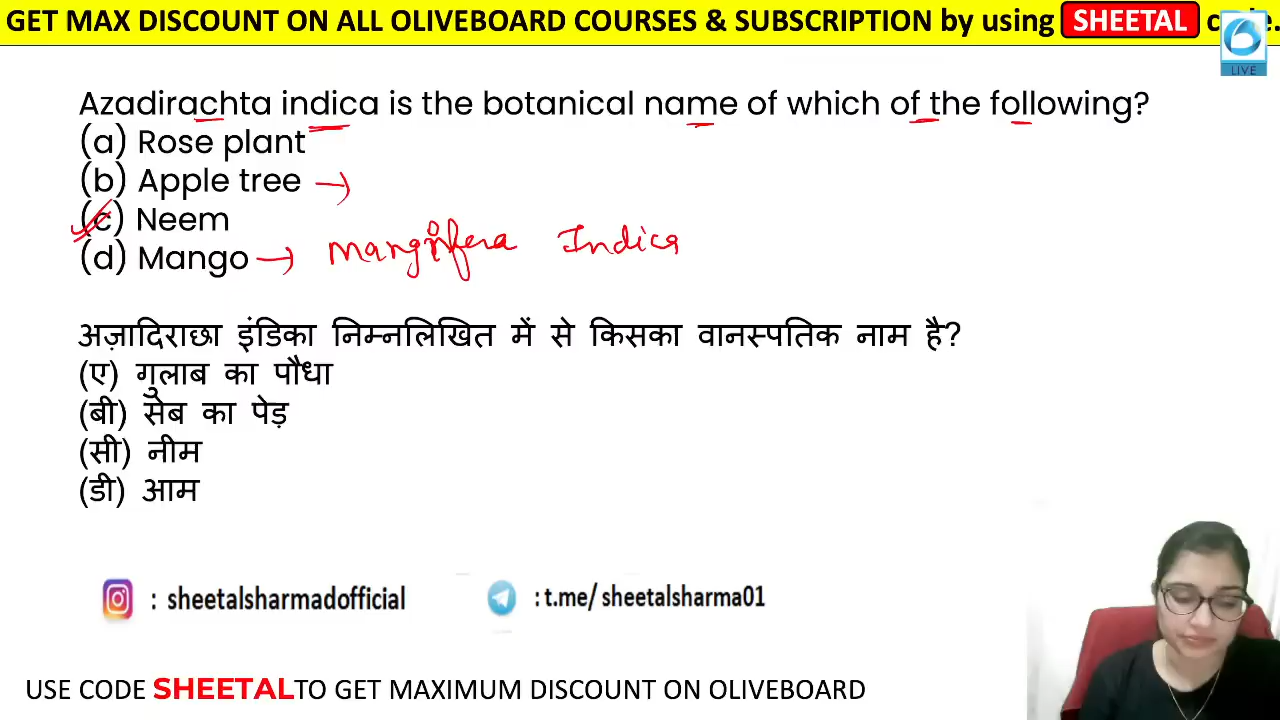 GET MAX DISCOUNT ON ALL OLIVEBOARD COURSES & SUBSCRIPTION by using SHEETAL code.
LIVE
Azadirachta indica is the botanical name of which of the following?
(a) Rose plant
(b) Apple tree →
(c) Neem
(d) Mango → Mangifera Indica
अज़ादिराछा इंडिका निम्नलिखित में से किसका वानस्पतिक नाम है?
(ए) गुलाब का पौधा
(बी) सेब का पेड़
(सी) नीम
(डी) आम
: sheetalsharmadofficial
: t.me/ sheetalsharma01
USE CODE SHEETALTO GET MAXIMUM DISCOUNT ON OLIVEBOARD